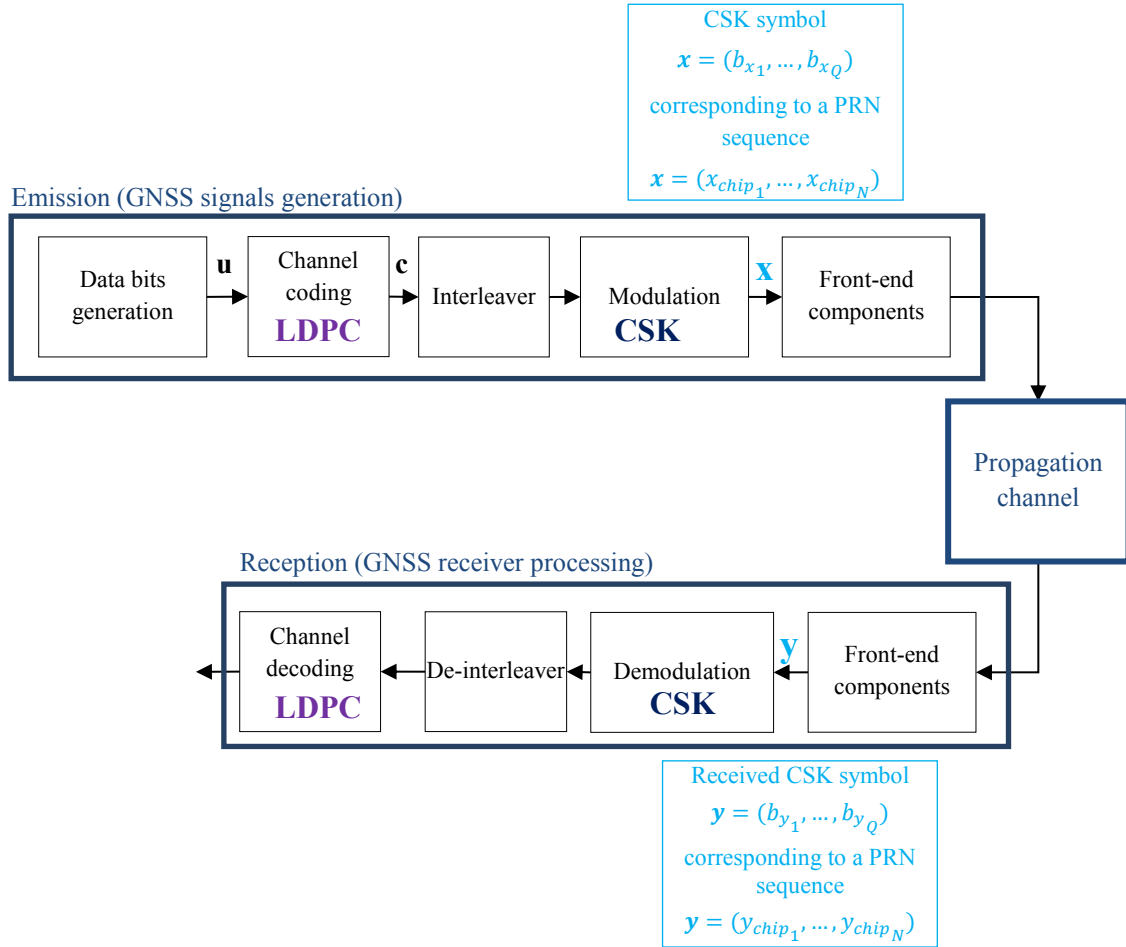 CSK symbol
𝒙 = (b_{x_1}, … , b_{x_Q})
corresponding to a PRN
sequence
𝒙 = (x_{chip_1}, … , x_{chip_N})
Emission (GNSS signals generation)
Data bits
generation
u
Channel
coding
LDPC
c
Interleaver
Modulation
CSK
x
Front-end
components
Propagation
channel
Reception (GNSS receiver processing)
Channel
decoding
LDPC
De-interleaver
Demodulation
CSK
y
Front-end
components
Received CSK symbol
𝒚 = (b_{y_1}, … , b_{y_Q})
corresponding to a PRN
sequence
𝒚 = (y_{chip_1}, … , y_{chip_N})